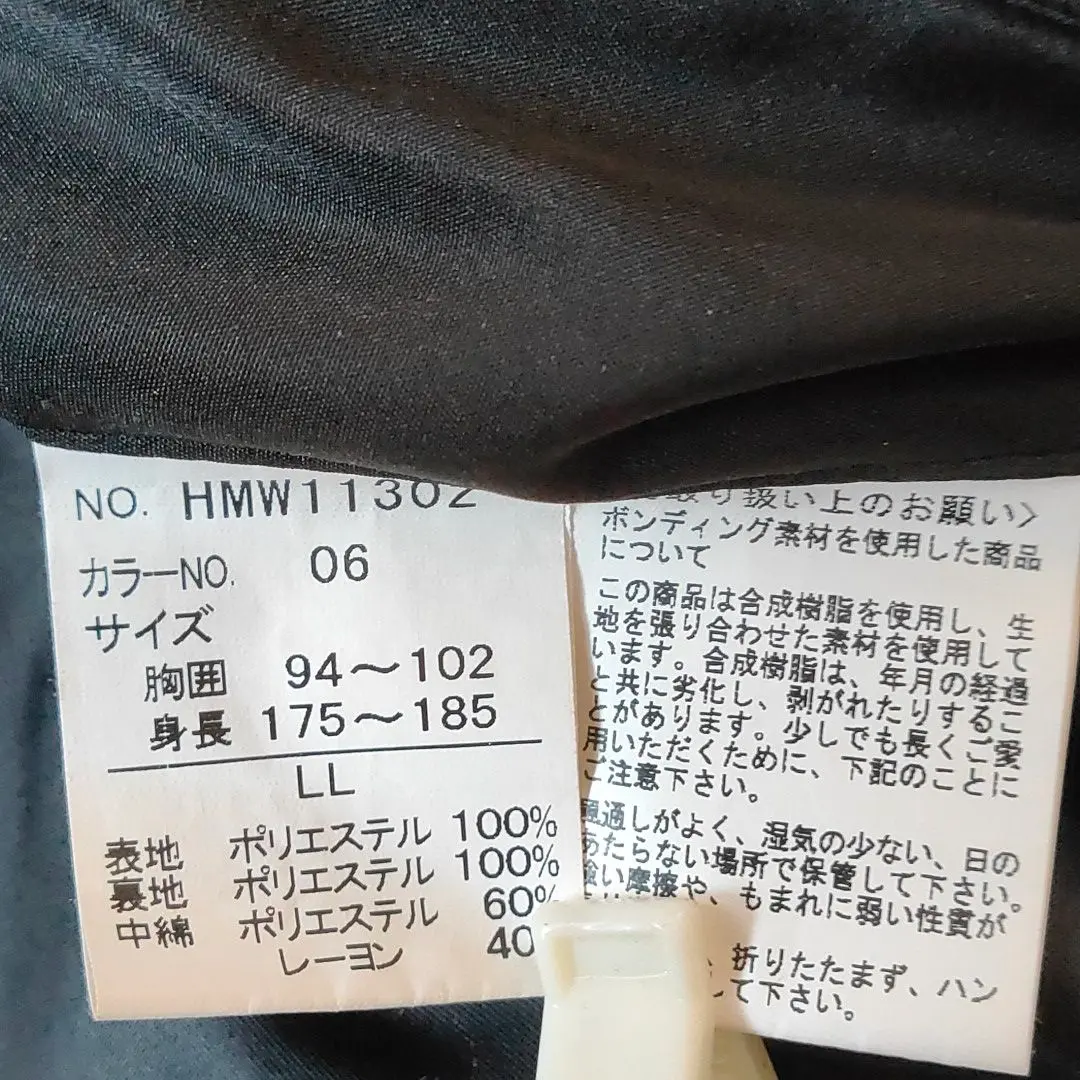 NO. HMW11302
カラーNO. 06
サイズ
胸囲 94～102
身長 175～185
LL
表地 ポリエステル 100%
裏地 ポリエステル 100%
中綿 ポリエステル 60%
レーヨン 40
取り扱い上のお願い〉
ボンディング素材を使用した商品
について
この商品は合成樹脂を使用し、生
地を張り合わせた素材を使用して
います。合成樹脂は、年月の経過
と共に劣化し、剥がれたりするこ
とがあります。少しでも長くご愛
用いただくために、下記のことに
ご注意下さい。
風通しがよく、湿気の少ない、日の
あたらない場所で保管して下さい。
強い摩擦や、もまれに弱い性質が
折りたたまず、ハン
して下さい。